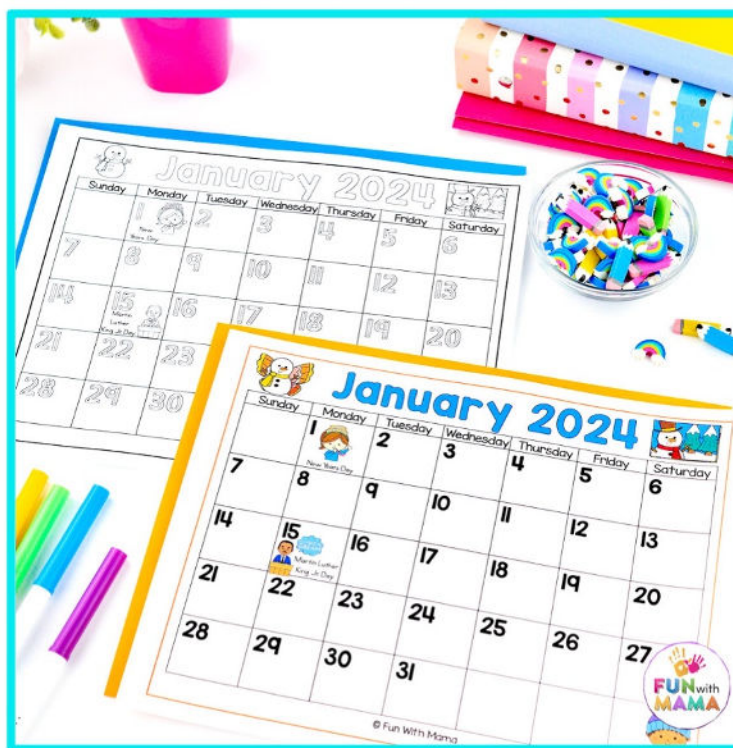 January 2024
Sunday Monday Tuesday Wednesday Thursday Friday Saturday
1 2 3 4 5 6
New
Years Day
7 8 9 10 11 12 13
14 15 16 17 18 19 20
Martin
Luther
King Jr Day
21 22 23
28 29 30
January 2024
Sunday Monday Tuesday Wednesday Thursday Friday Saturday
1 2 3 4 5 6
New Years Day
7 8 9 10 11 12 13
14 15 16 17 18 19 20
Martin Luther
King Jr Day
21 22 23 24 25 26 27
28 29 30 31
© Fun With Mama
FUN with
MAMA